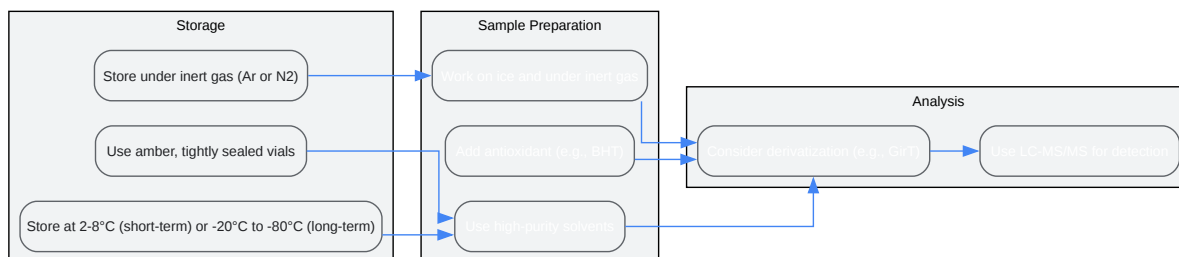 Storage
Store under inert gas (Ar or N2)
Use amber, tightly sealed vials
Store at 2-8°C (short-term) or -20°C to -80°C (long-term)
Sample Preparation
Work on ice and under inert gas
Add antioxidant (e.g., BHT)
Use high-purity solvents
Analysis
Consider derivatization (e.g., GirT)
Use LC-MS/MS for detection